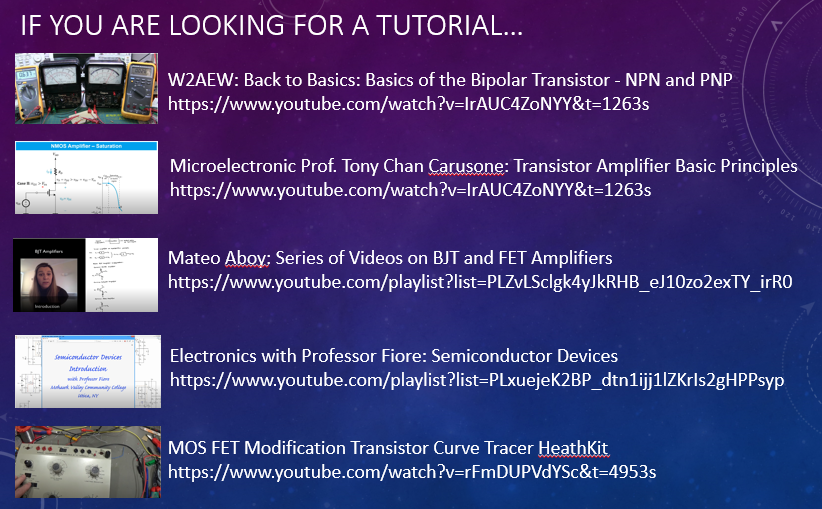 IF YOU ARE LOOKING FOR A TUTORIAL...
W2AEW: Back to Basics: Basics of the Bipolar Transistor - NPN and PNP
https://www.youtube.com/watch?v=IrAUC4ZoNYY&t=1263s
NMOS Amplifier – Saturation
Microelectronic Prof. Tony Chan Carusone: Transistor Amplifier Basic Principles
https://www.youtube.com/watch?v=IrAUC4ZoNYY&t=1263s
BJT Amplifiers
Introduction
Mateo Aboy: Series of Videos on BJT and FET Amplifiers
https://www.youtube.com/playlist?list=PLZvLSclgk4yJkRHB_eJ10zo2exTY_irR0
Semiconductor Devices
Introduction
with Professor Fiore
Mohawk Valley Community College
Utica, NY
Electronics with Professor Fiore: Semiconductor Devices
https://www.youtube.com/playlist?list=PLxuejeK2BP_dtn1ijj1lZKrIs2gHPPsyp
MOS FET Modification Transistor Curve Tracer HeathKit
https://www.youtube.com/watch?v=rFmDUPVdYSc&t=4953s